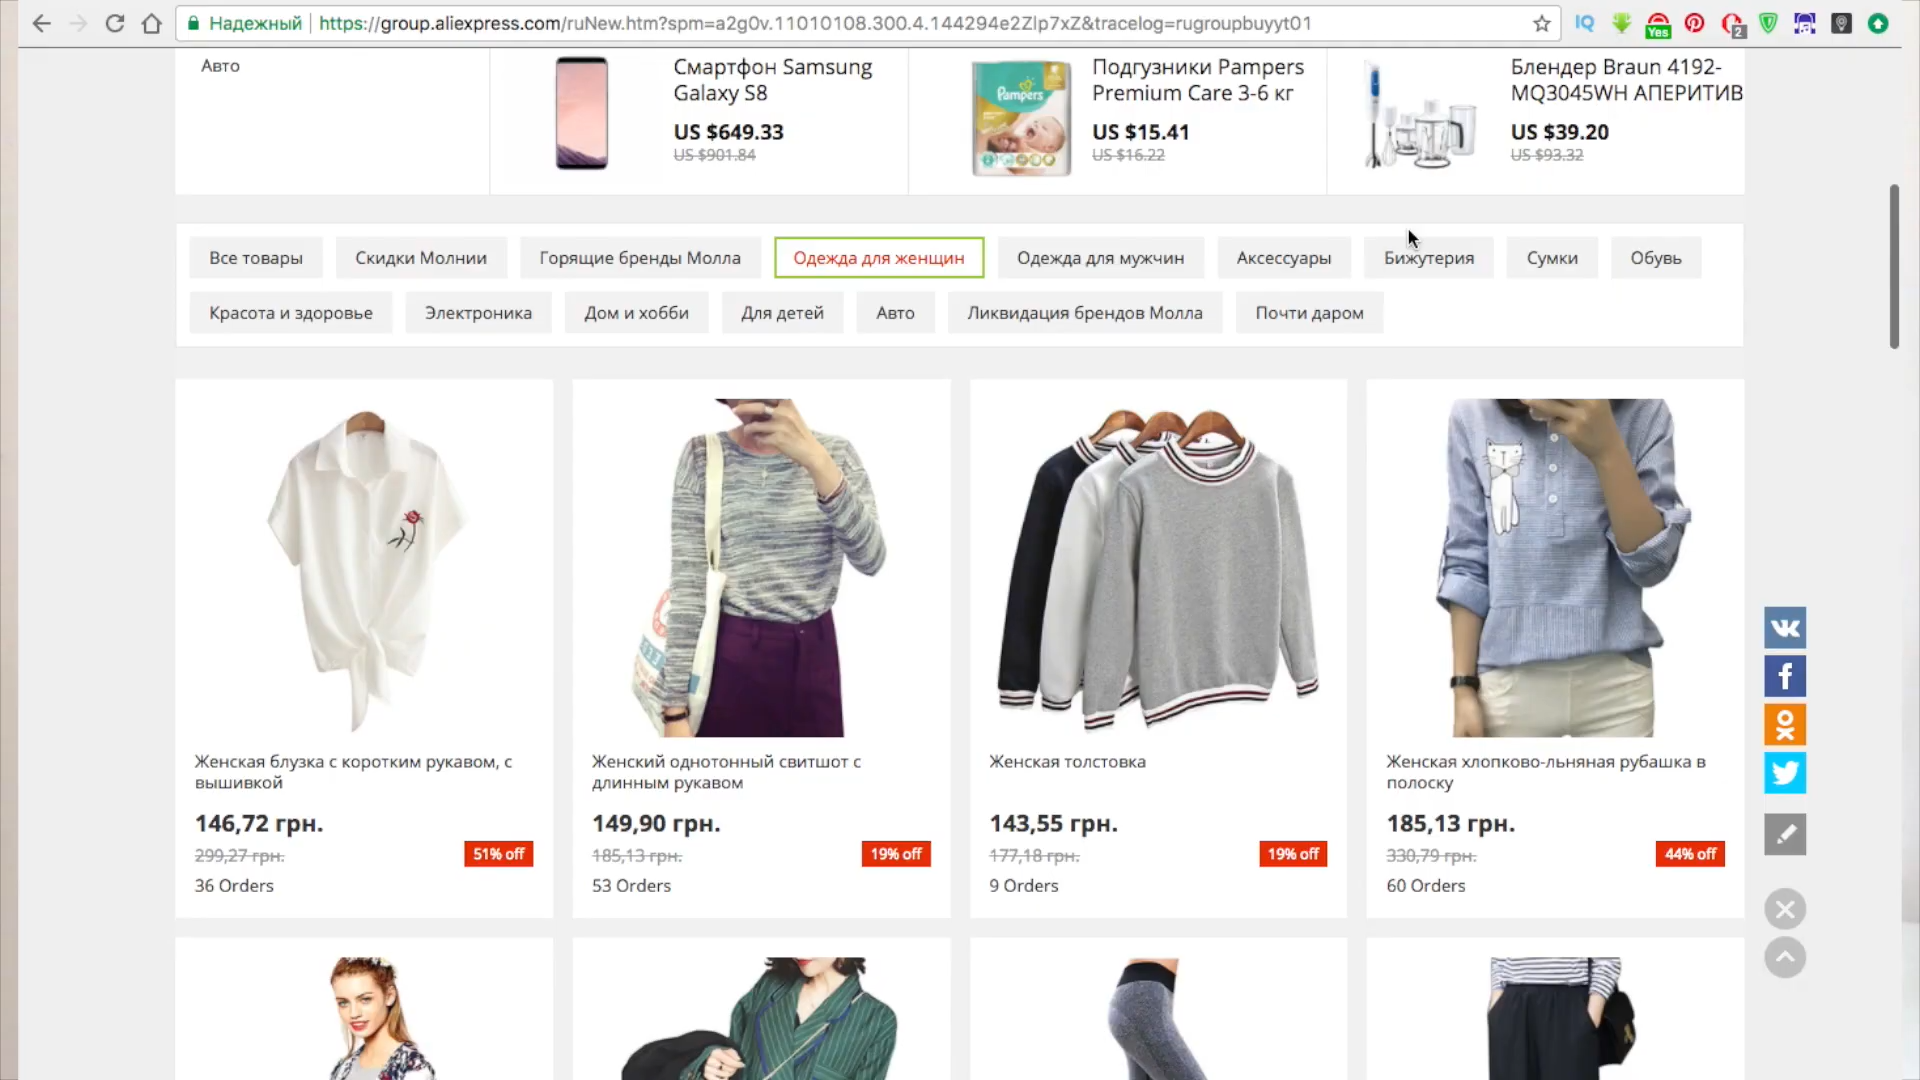 Надежный | https://group.aliexpress.com/ruNew.htm?spm=a2g0v.11010108.300.4.144294e2Zlp7xZ&tracelog=rugroupbuyyt01
IQ
Yes
2
Авто
Смартфон Samsung
Galaxy S8
US $649.33
US $901.84
Pampers
Подгузники Pampers
Premium Care 3-6 кг
US $15.41
US $16.22
Блендер Braun 4192-
MQ3045WH АПЕРИТИВ
US $39.20
US $93.32
Все товары
Скидки Молнии
Горящие бренды Молла
Одежда для женщин
Одежда для мужчин
Аксессуары
Бижутерия
Сумки
Обувь
Красота и здоровье
Электроника
Дом и хобби
Для детей
Авто
Ликвидация брендов Молла
Почти даром
Женская блузка с коротким рукавом, с
вышивкой
146,72 грн.
299,27 грн.
51% off
36 Orders
Женский однотонный свитшот с
длинным рукавом
149,90 грн.
185,13 грн.
19% off
53 Orders
Женская толстовка
143,55 грн.
177,18 грн.
19% off
9 Orders
Женская хлопково-льняная рубашка в
полоску
185,13 грн.
330,79 грн.
44% off
60 Orders